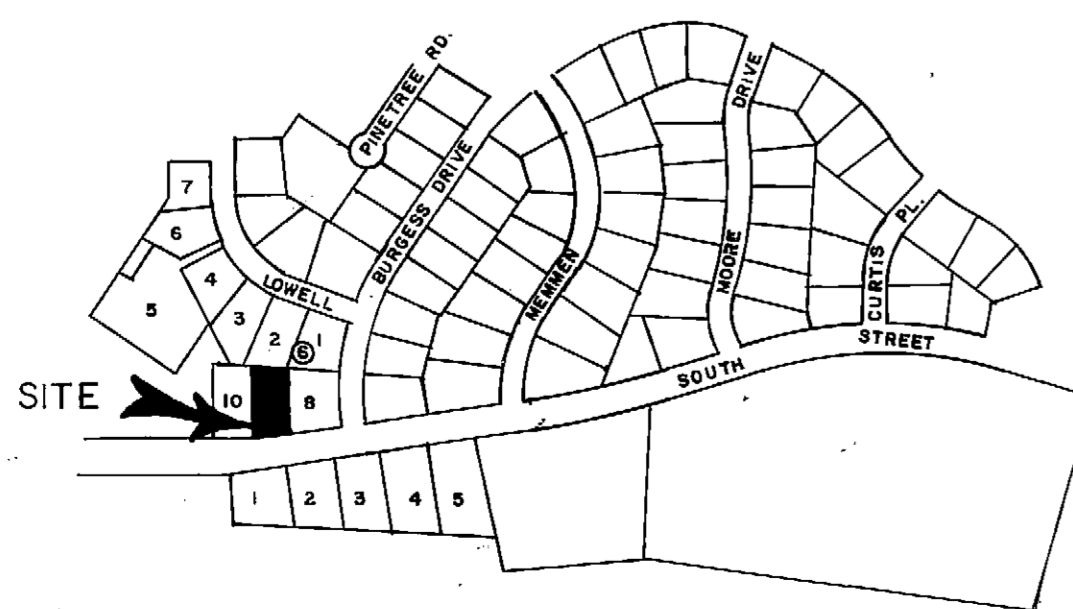 PINETREE RD.
DRIVE
MOORE
BURGESS DRIVE
7
6
4
5
3
2
1
6
LOWELL
MEMMEN
CURTIS PL.
SOUTH STREET
SITE
10
8
1
2
3
4
5